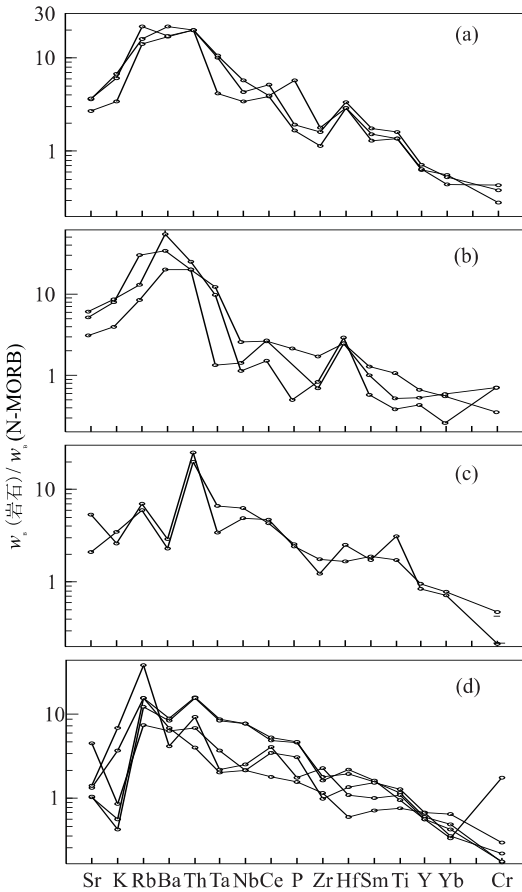 30
10
1
(a)
10
1
(b)
10
1
(c)
10
1
(d)
w_B (岩石) / w_B (N-MORB)
Sr K Rb Ba Th Ta Nb Ce P Zr Hf Sm Ti Y Yb Cr